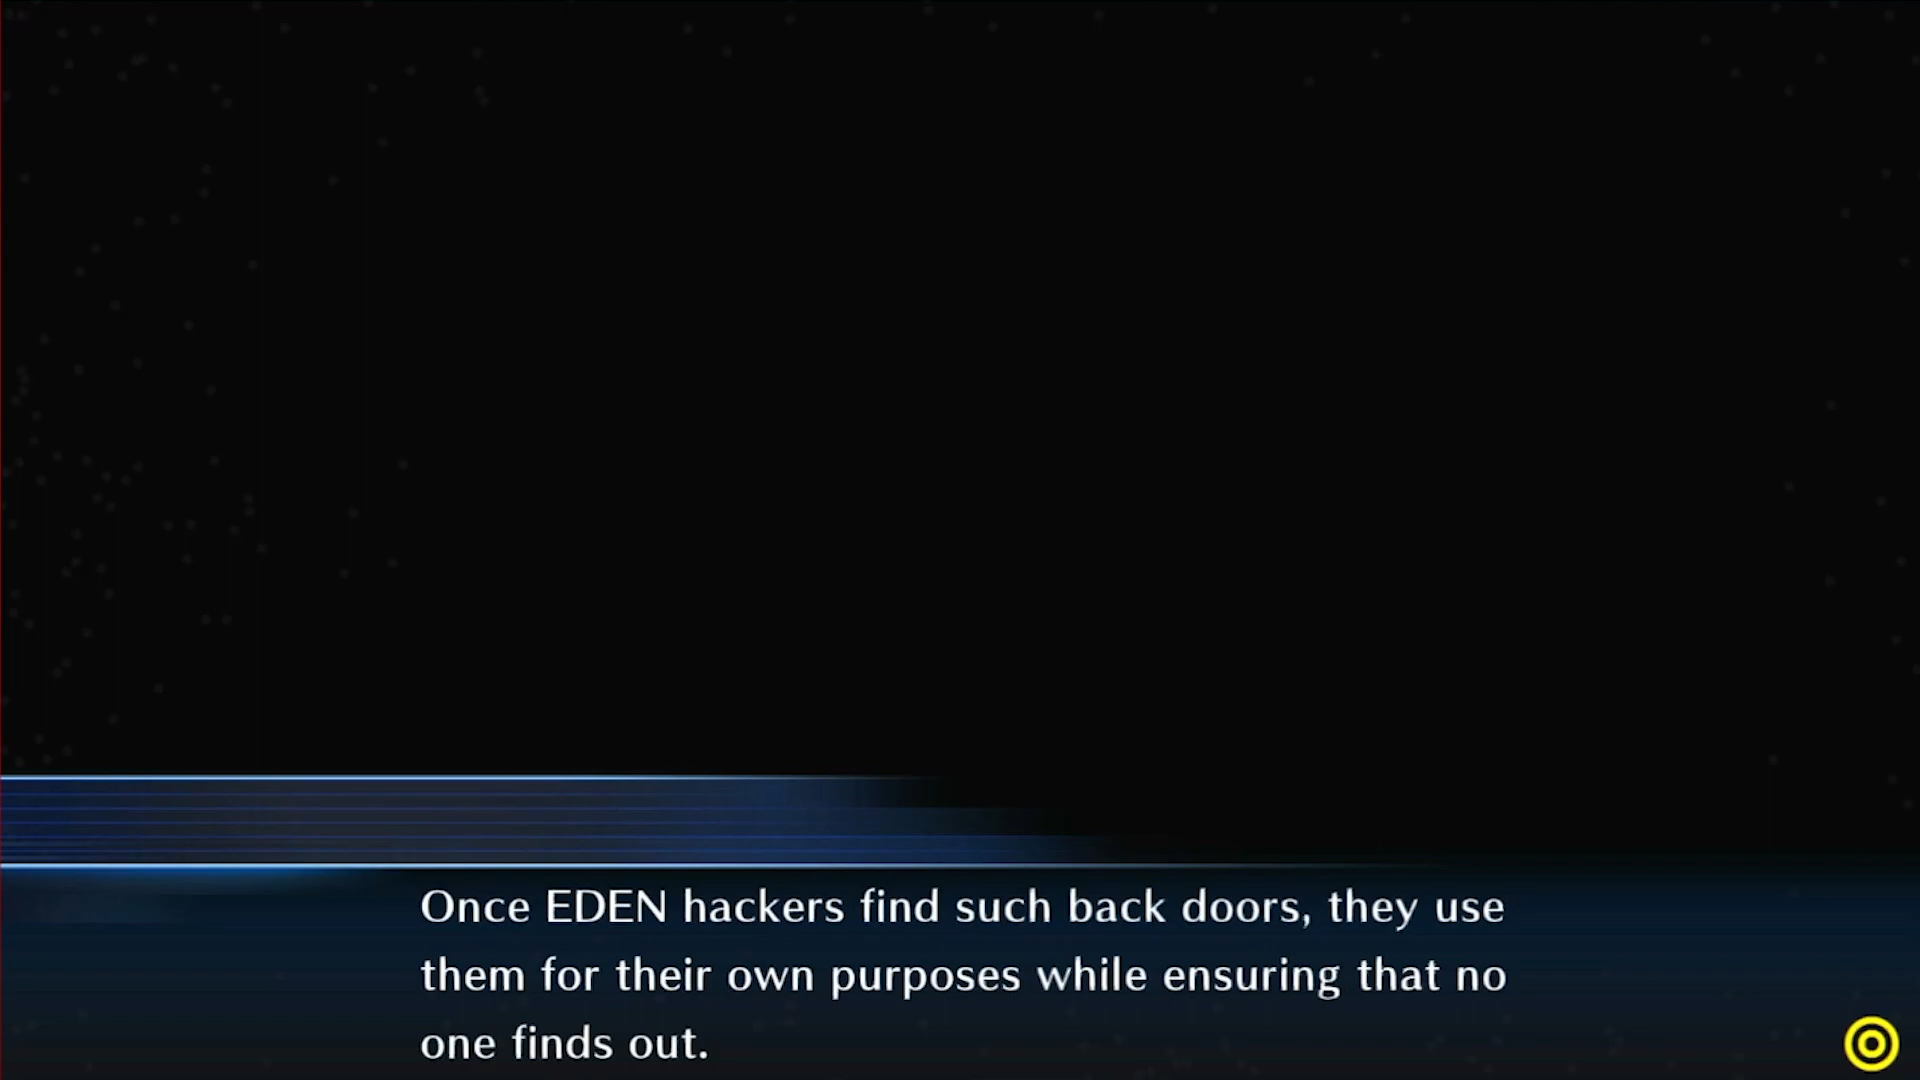 Once EDEN hackers find such back doors, they use
them for their own purposes while ensuring that no
one finds out.